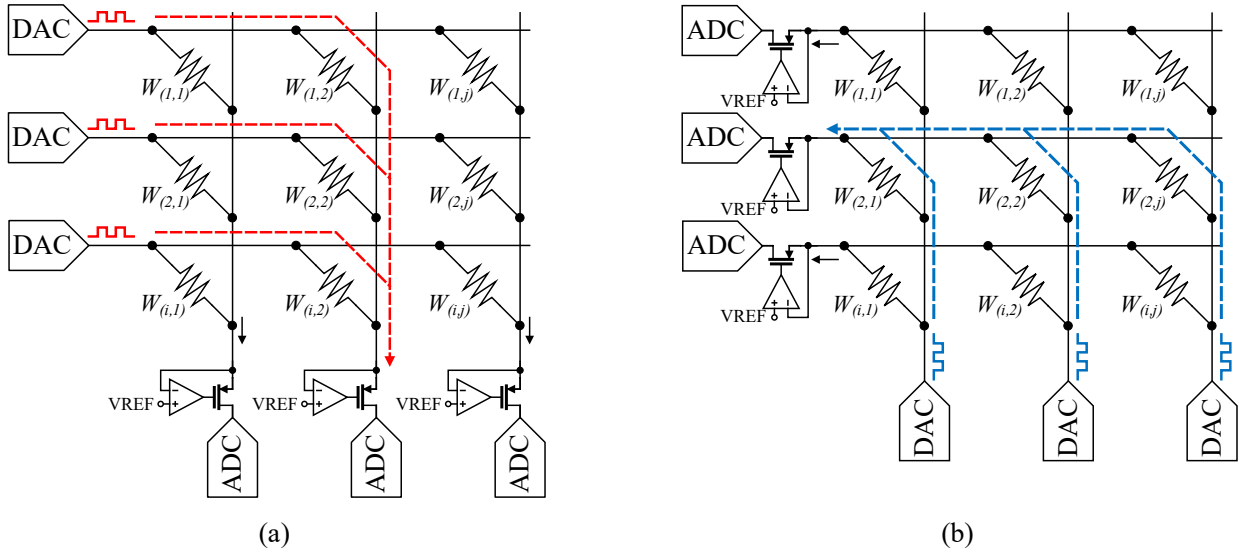 DAC
W(1,1) W(1,2) W(1,j)
DAC
W(2,1) W(2,2) W(2,j)
DAC
W(i,1) W(i,2) W(i,j)
- + VREF - + VREF - + VREF
ADC ADC ADC
(a)
ADC
+ - VREF
W(1,1) W(1,2) W(1,j)
ADC
+ - VREF
W(2,1) W(2,2) W(2,j)
ADC
+ - VREF
W(i,1) W(i,2) W(i,j)
DAC DAC DAC
(b)